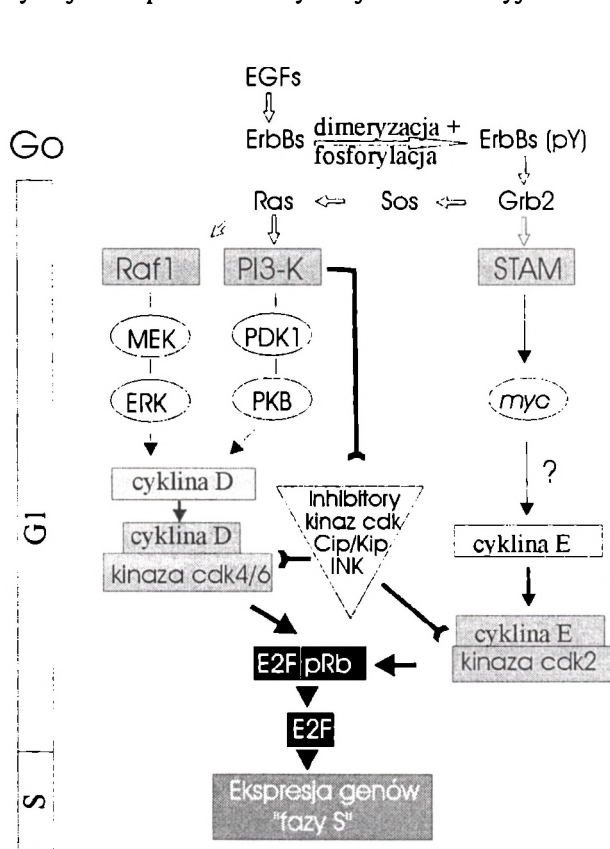 EGFs
Go
ErbBs
dimeryzacja +
fosforylacja
ErbBs (pY)
Ras
Sos
Grb2
Raf1
PI3-K
STAM
MEK
PDK1
ERK
PKB
myc
?
cyklina D
cyklina D
kinaza cdk4/6
Inhibitory
kinaz cdk
Cip/Kip
INK
cyklina E
cyklina E
kinaza cdk2
G1
E2F pRb
E2F
S
Ekspresja genów
"fazy S"